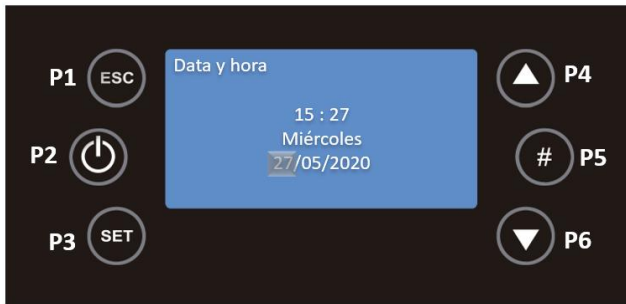 P1 ESC
Data y hora
P4
15 : 27
Miércoles
P2
27/05/2020
# P5
P3 SET
P6